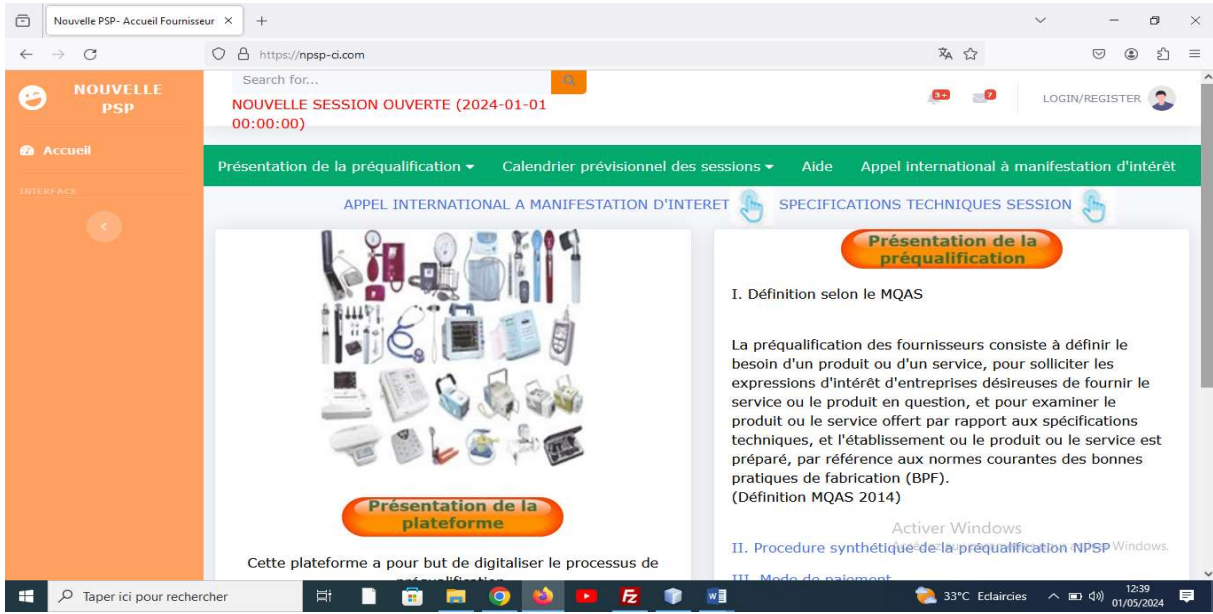 Nouvelle PSP- Accueil Fournisseur
https://npsp-ci.com
NOUVELLE
PSP
Accueil
INTERFACE
Search for...
NOUVELLE SESSION OUVERTE (2024-01-01
00:00:00)
3+
7
LOGIN/REGISTER
Présentation de la préqualification
Calendrier prévisionnel des sessions
Aide
Appel international à manifestation d'intérêt
APPEL INTERNATIONAL A MANIFESTATION D'INTERET
SPECIFICATIONS TECHNIQUES SESSION
Présentation de la
plateforme
Cette plateforme a pour but de digitaliser le processus de
préqualification
Présentation de la
préqualification
I. Définition selon le MQAS
La préqualification des fournisseurs consiste à définir le
besoin d'un produit ou d'un service, pour solliciter les
expressions d'intérêt d'entreprises désireuses de fournir le
service ou le produit en question, et pour examiner le
produit ou le service offert par rapport aux spécifications
techniques, et l'établissement ou le produit ou le service est
préparé, par référence aux normes courantes des bonnes
pratiques de fabrication (BPF).
(Définition MQAS 2014)
II. Procedure synthétique de la préqualification NPSP
III. Mode de paiement
Activer Windows
Windows.
Taper ici pour rechercher
33°C Eclaircies
12:39
01/05/2024